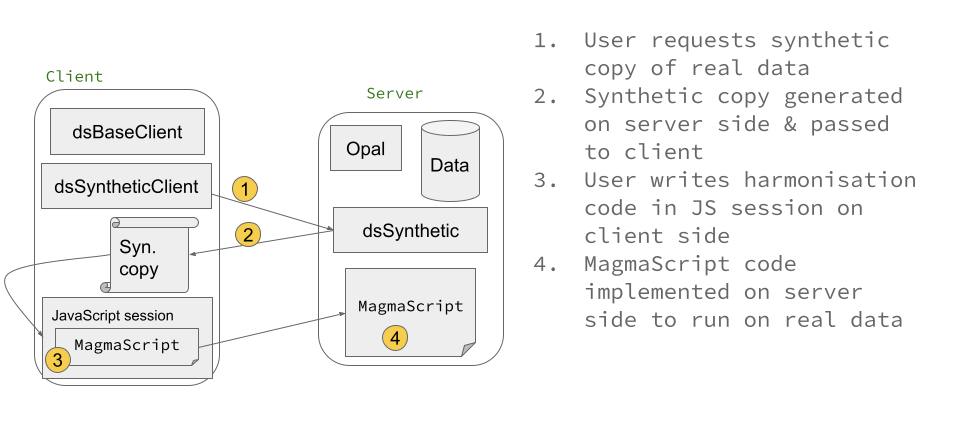 Client
dsBaseClient
dsSyntheticClient
Syn.
copy
JavaScript session
MagmaScript
3
1
2
Server
Opal
Data
dsSynthetic
MagmaScript
4
1. User requests synthetic
copy of real data
2. Synthetic copy generated
on server side & passed
to client
3. User writes harmonisation
code in JS session on
client side
4. MagmaScript code
implemented on server
side to run on real data